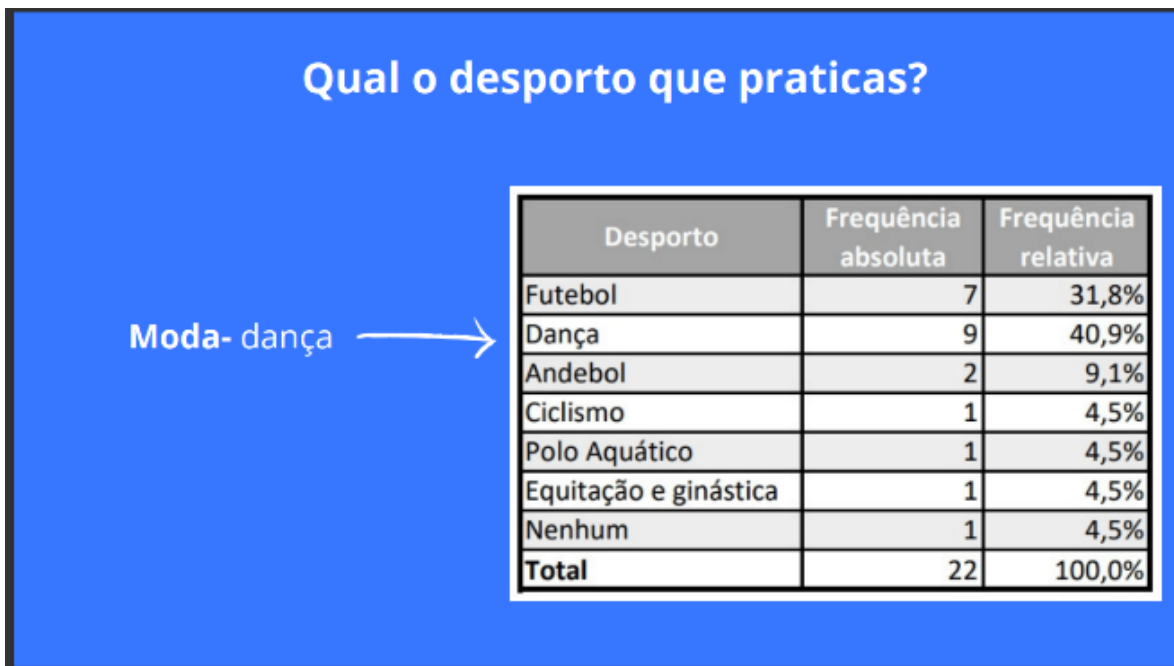 Qual o desporto que praticas?
Moda- dança
Desporto Frequência absoluta Frequência relativa
Futebol 7 31,8%
Dança 9 40,9%
Andebol 2 9,1%
Ciclismo 1 4,5%
Polo Aquático 1 4,5%
Equitação e ginástica 1 4,5%
Nenhum 1 4,5%
Total 22 100,0%